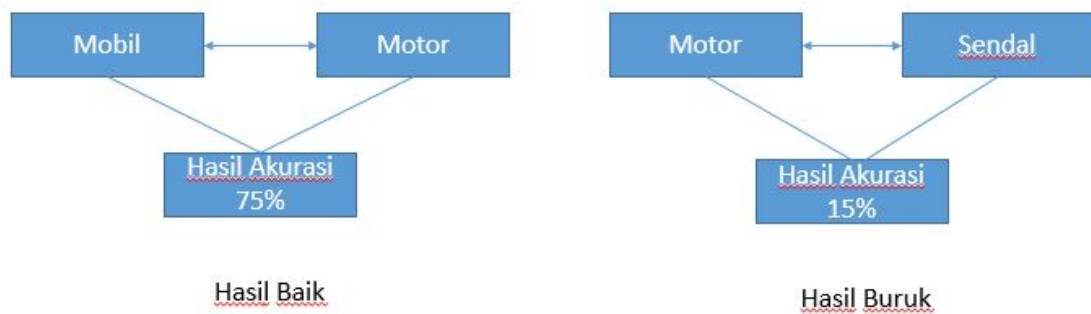 Mobil
Motor
Hasil Akurasi
75%
Hasil Baik
Motor
Sendal
Hasil Akurasi
15%
Hasil Buruk